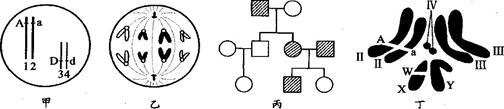 A a
D d
1 2
3 4
甲
乙
丙
IV
A a
II II
III III
W
X Y
丁